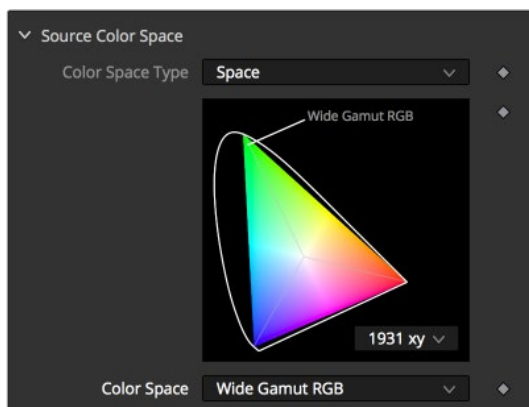 Source Color Space
Color Space Type Space
Wide Gamut RGB
1931 xy
Color Space Wide Gamut RGB